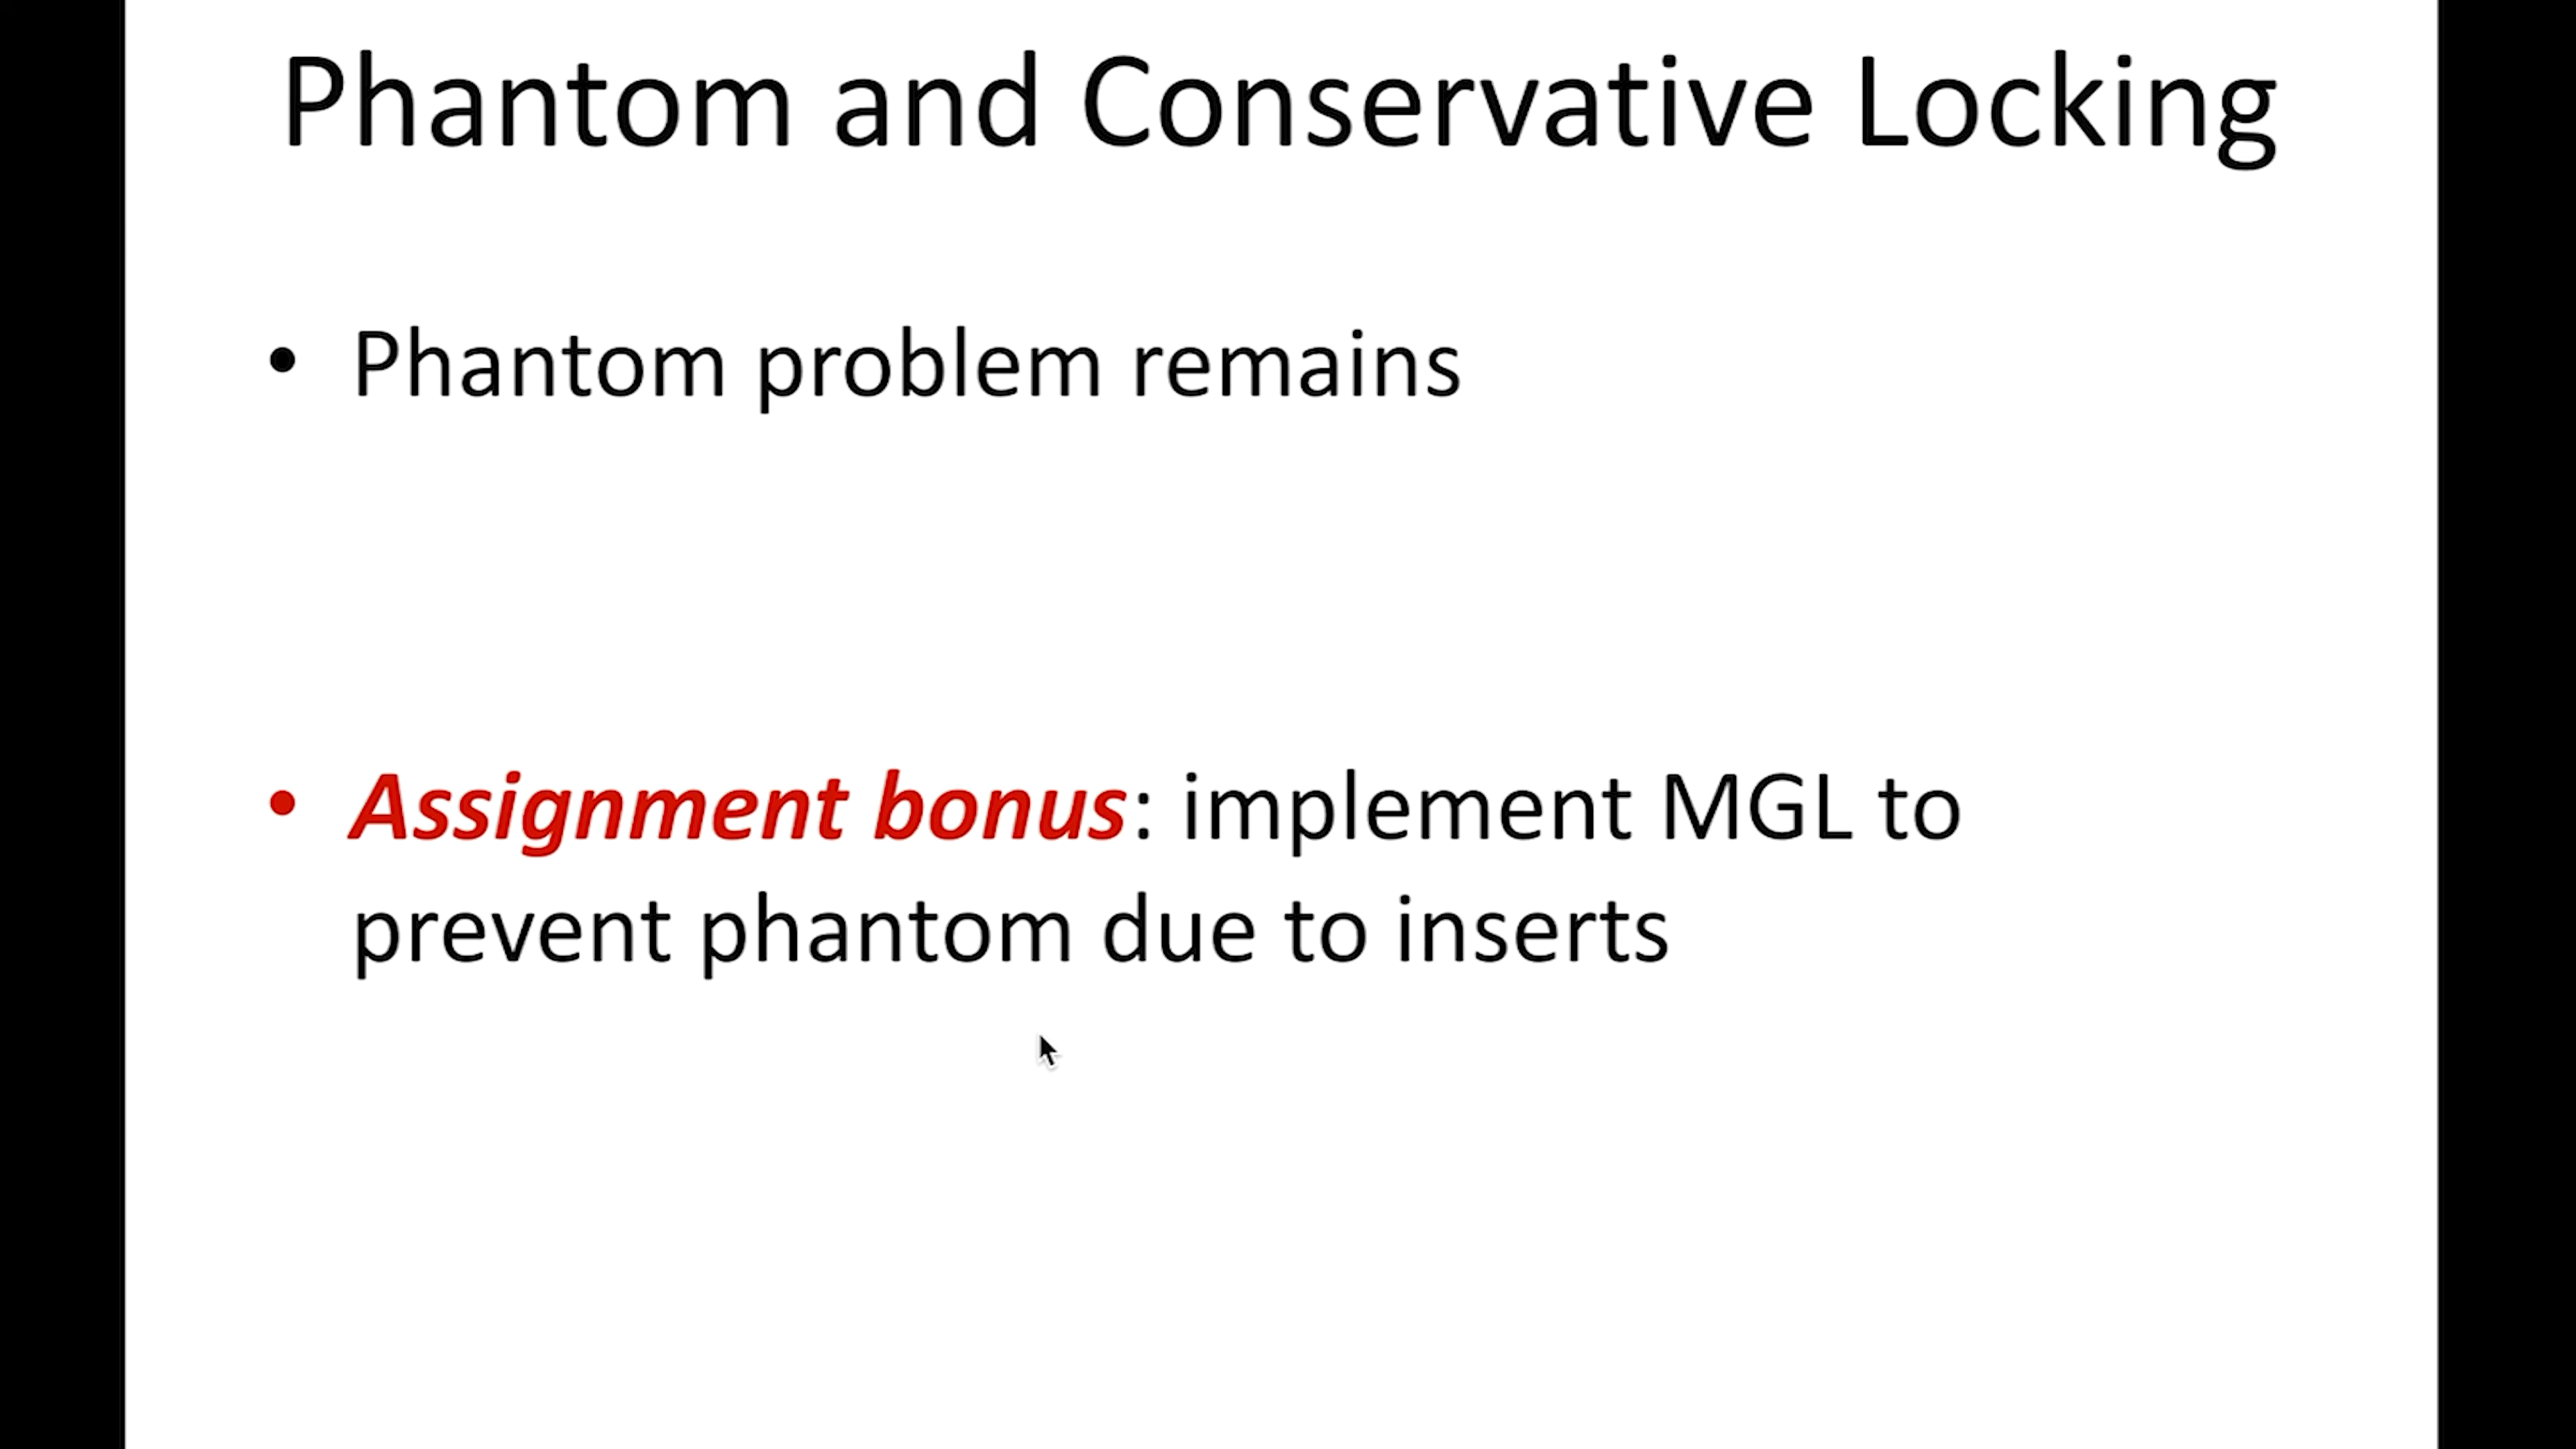 Phantom and Conservative Locking
• Phantom problem remains
• Assignment bonus: implement MGL to
prevent phantom due to inserts